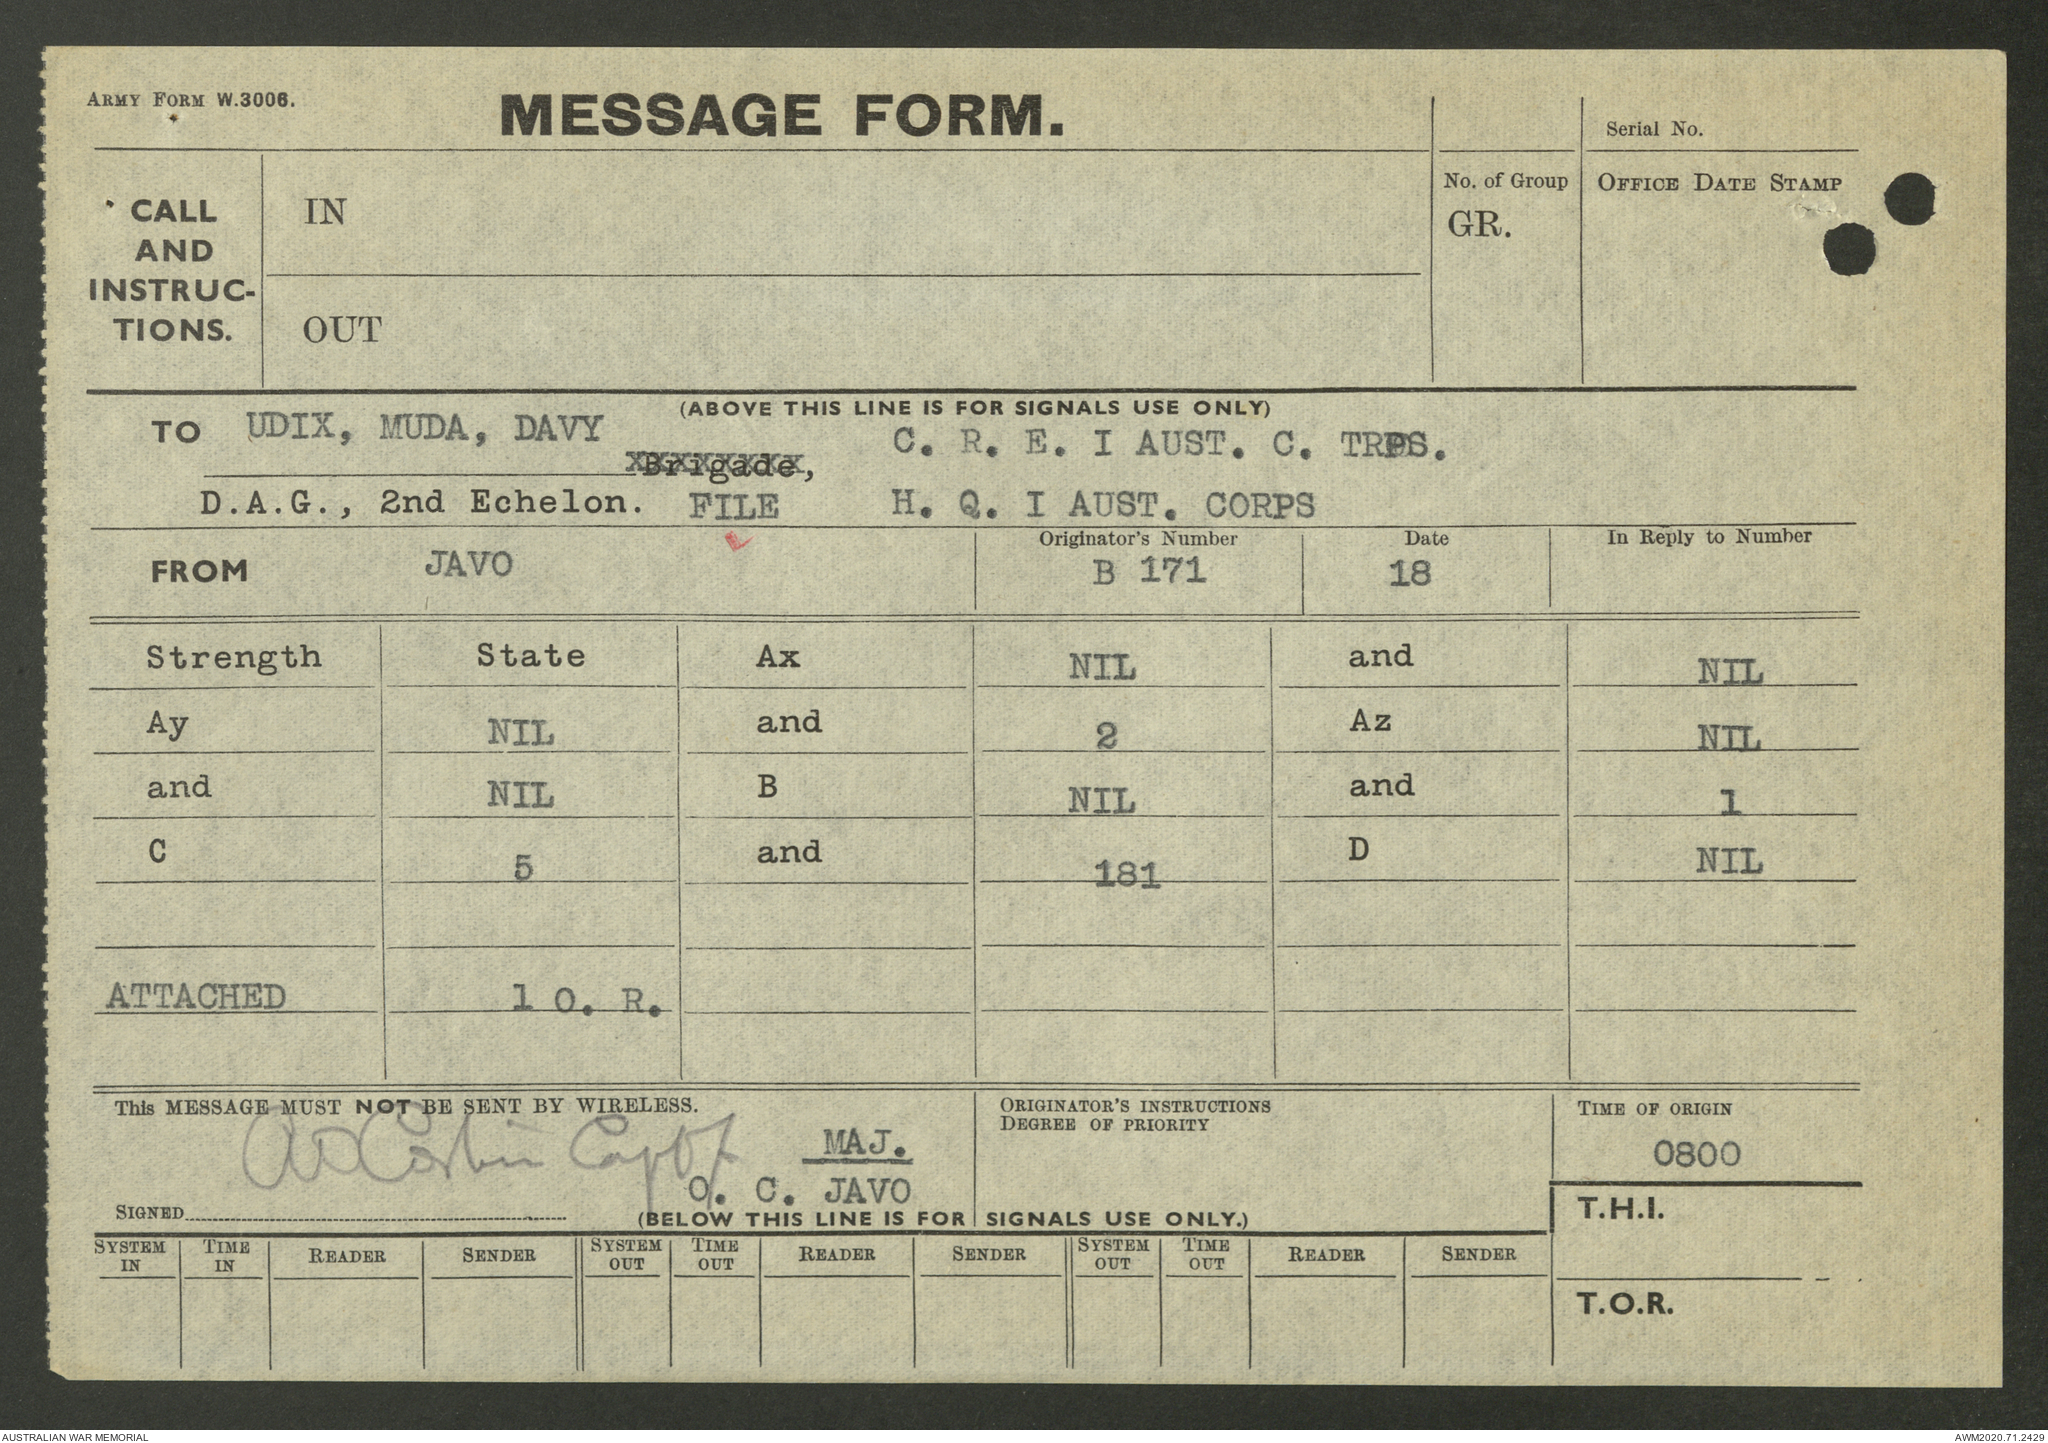 ARMY FORM W.3006.
MESSAGE FORM.
Serial No.
CALL AND INSTRUC-TIONS.
IN
OUT
No. of Group
GR.
OFFICE DATE STAMP
(ABOVE THIS LINE IS FOR SIGNALS USE ONLY)
TO UDIX, MUDA, DAVY C. R. E. I AUST. C. TRPS.
Brigade,
D.A.G., 2nd Echelon. FILE H. Q. I AUST. CORPS
FROM JAVO
Originator's Number
B 171
Date
18
In Reply to Number
Strength State Ax NIL and NIL
Ay NIL and 2 Az NIL
and NIL B NIL and 1
C 5 and 181 D NIL
ATTACHED 1 O. R.
This MESSAGE MUST NOT BE SENT BY WIRELESS.
Capt
MAJ.
O. C. JAVO
SIGNED
ORIGINATOR'S INSTRUCTIONS
DEGREE OF PRIORITY
TIME OF ORIGIN
0800
T.H.I.
T.O.R.
(BELOW THIS LINE IS FOR SIGNALS USE ONLY.)
SYSTEM IN TIME IN READER SENDER SYSTEM OUT TIME OUT READER SENDER SYSTEM OUT TIME OUT READER SENDER
AUSTRALIAN WAR MEMORIAL
AWM2020.71.2429